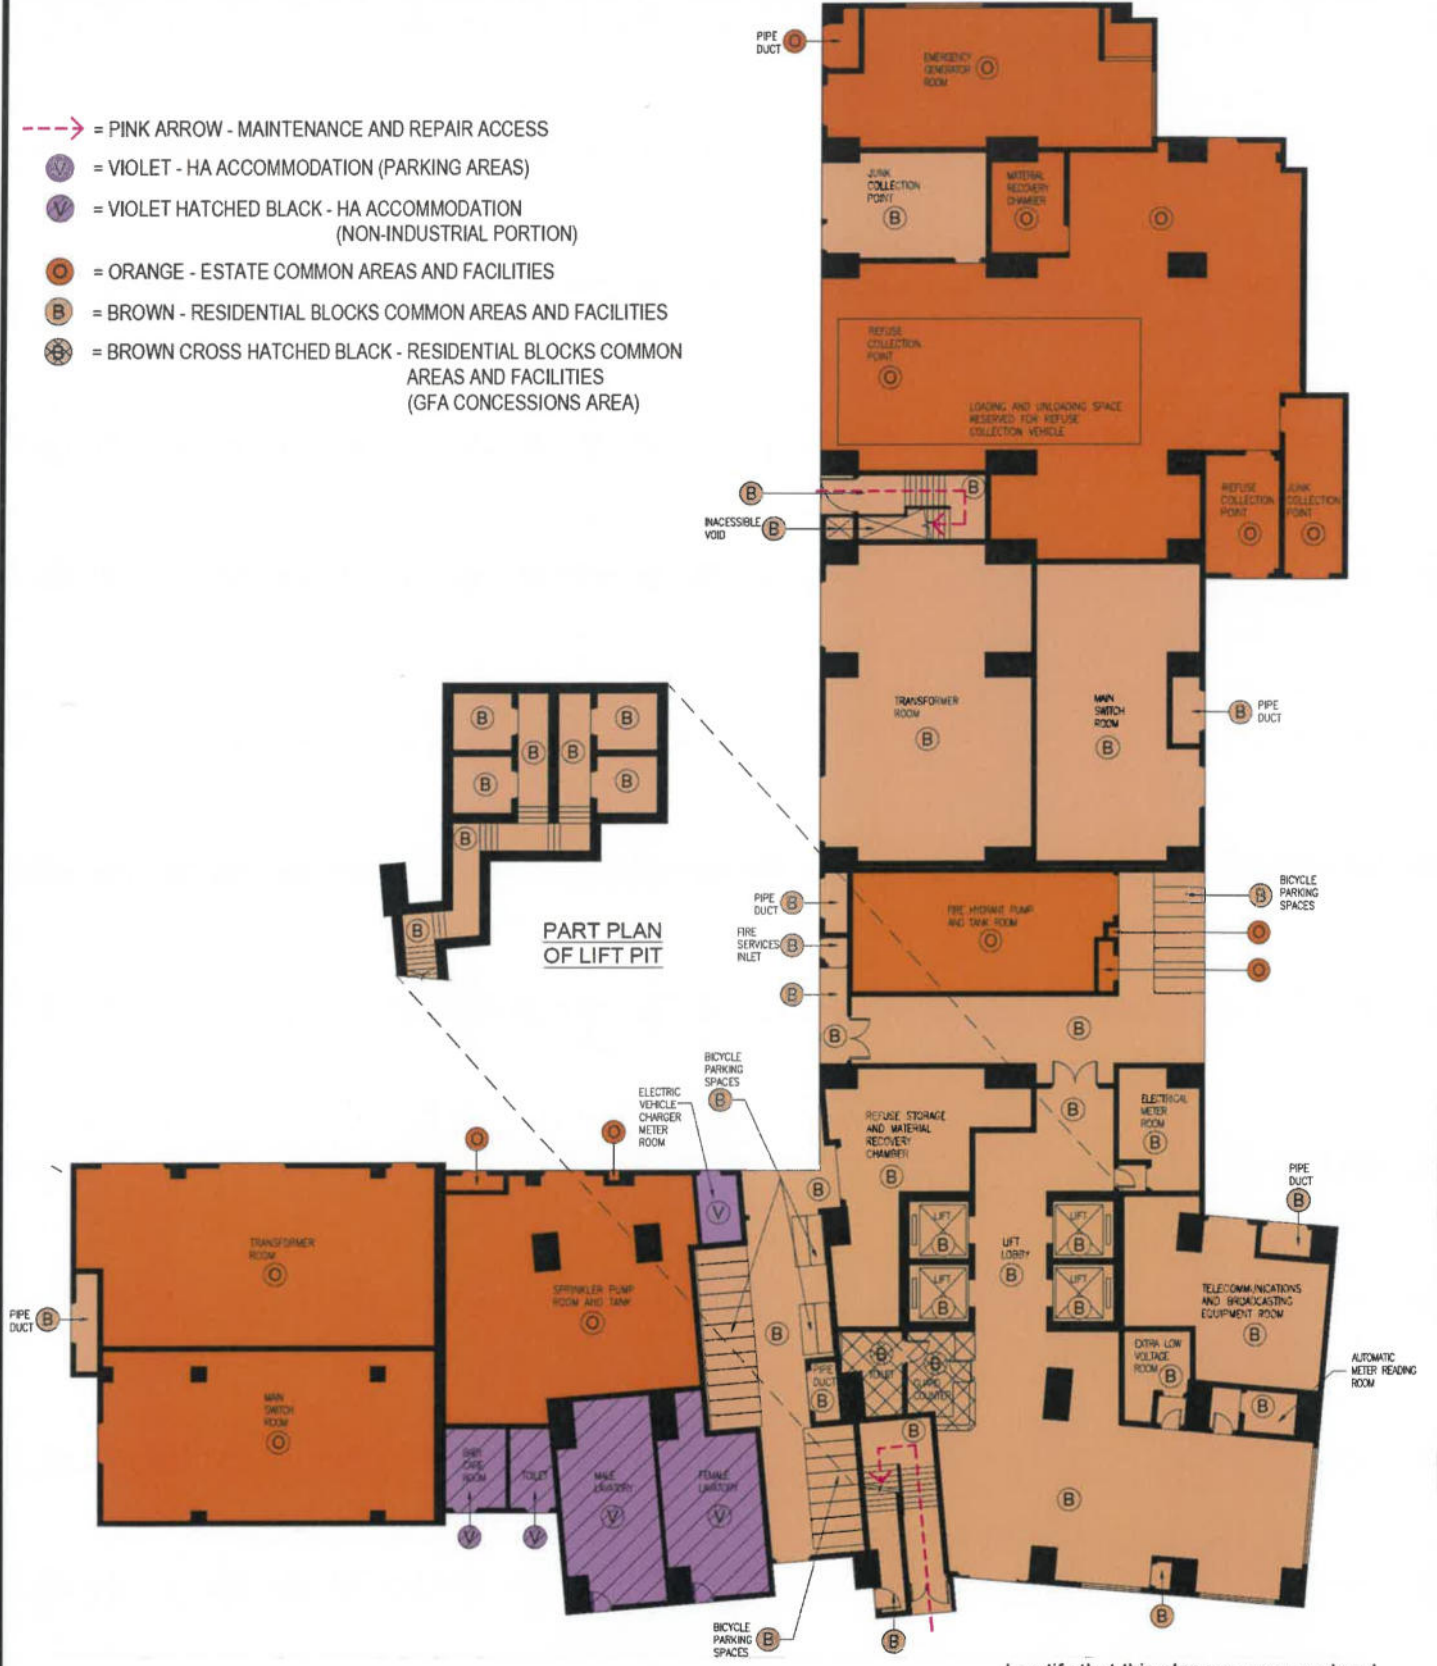 = PINK ARROW - MAINTENANCE AND REPAIR ACCESS
V = VIOLET - HA ACCOMMODATION (PARKING AREAS)
V = VIOLET HATCHED BLACK - HA ACCOMMODATION
(NON-INDUSTRIAL PORTION)
O = ORANGE - ESTATE COMMON AREAS AND FACILITIES
B = BROWN - RESIDENTIAL BLOCKS COMMON AREAS AND FACILITIES
B = BROWN CROSS HATCHED BLACK - RESIDENTIAL BLOCKS COMMON
AREAS AND FACILITIES
(GFA CONCESSIONS AREA)
PIPE
DUCT O
EMERGENCY
GENERATOR
ROOM
O
JUNK
COLLECTION
POINT
B
MATERIAL
RECOVERY
CHAMBER
O
O
REFUSE
COLLECTION
POINT
O
LOADING AND UNLOADING SPACE
RESERVED FOR REFUSE
COLLECTION VEHICLE
B
B
INACESSIBLE
VOID
B
REFUSE
COLLECTION
POINT
O
JUNK
COLLECTION
POINT
O
TRANSFORMER
ROOM
B
MAIN
SWITCH
ROOM
B
B PIPE
DUCT
B
B
B
B
B
B
B
B
PART PLAN
OF LIFT PIT
PIPE
DUCT B
FIRE
SERVICES
INLET
B
B
FIRE HYDRANT PUMP
AND TANK ROOM
O
B BICYCLE
PARKING
SPACES
O
O
B
B
BICYCLE
PARKING
SPACES
B
ELECTRIC
VEHICLE
CHARGER
METER
ROOM
V
REFUSE STORAGE
AND MATERIAL
RECOVERY
CHAMBER
B
B
ELECTRICAL
METER
ROOM
B
PIPE
DUCT
B
O
O
B
TRANSFORMER
ROOM
O
SPRINKLER PUMP
ROOM AND TANK
O
PIPE
DUCT B
B
LIFT
B
LIFT
B
LIFT
B
LIFT
B
LIFT
LOBBY
B
TELECOMMUNICATIONS
AND BROADCASTING
EQUIPMENT ROOM
B
EXTRA LOW
VOLTAGE
ROOM
B
AUTOMATIC
METER READING
ROOM
B
PIPE
DUCT
B
B
TOILET
B
GUARD
COUNTER
MAIN
SWITCH
ROOM
O
BABY
CARE
ROOM
V
TOILET
V
MALE
LAVATORY
V
FEMALE
LAVATORY
V
B
B
BICYCLE
PARKING
SPACES
B
B
B